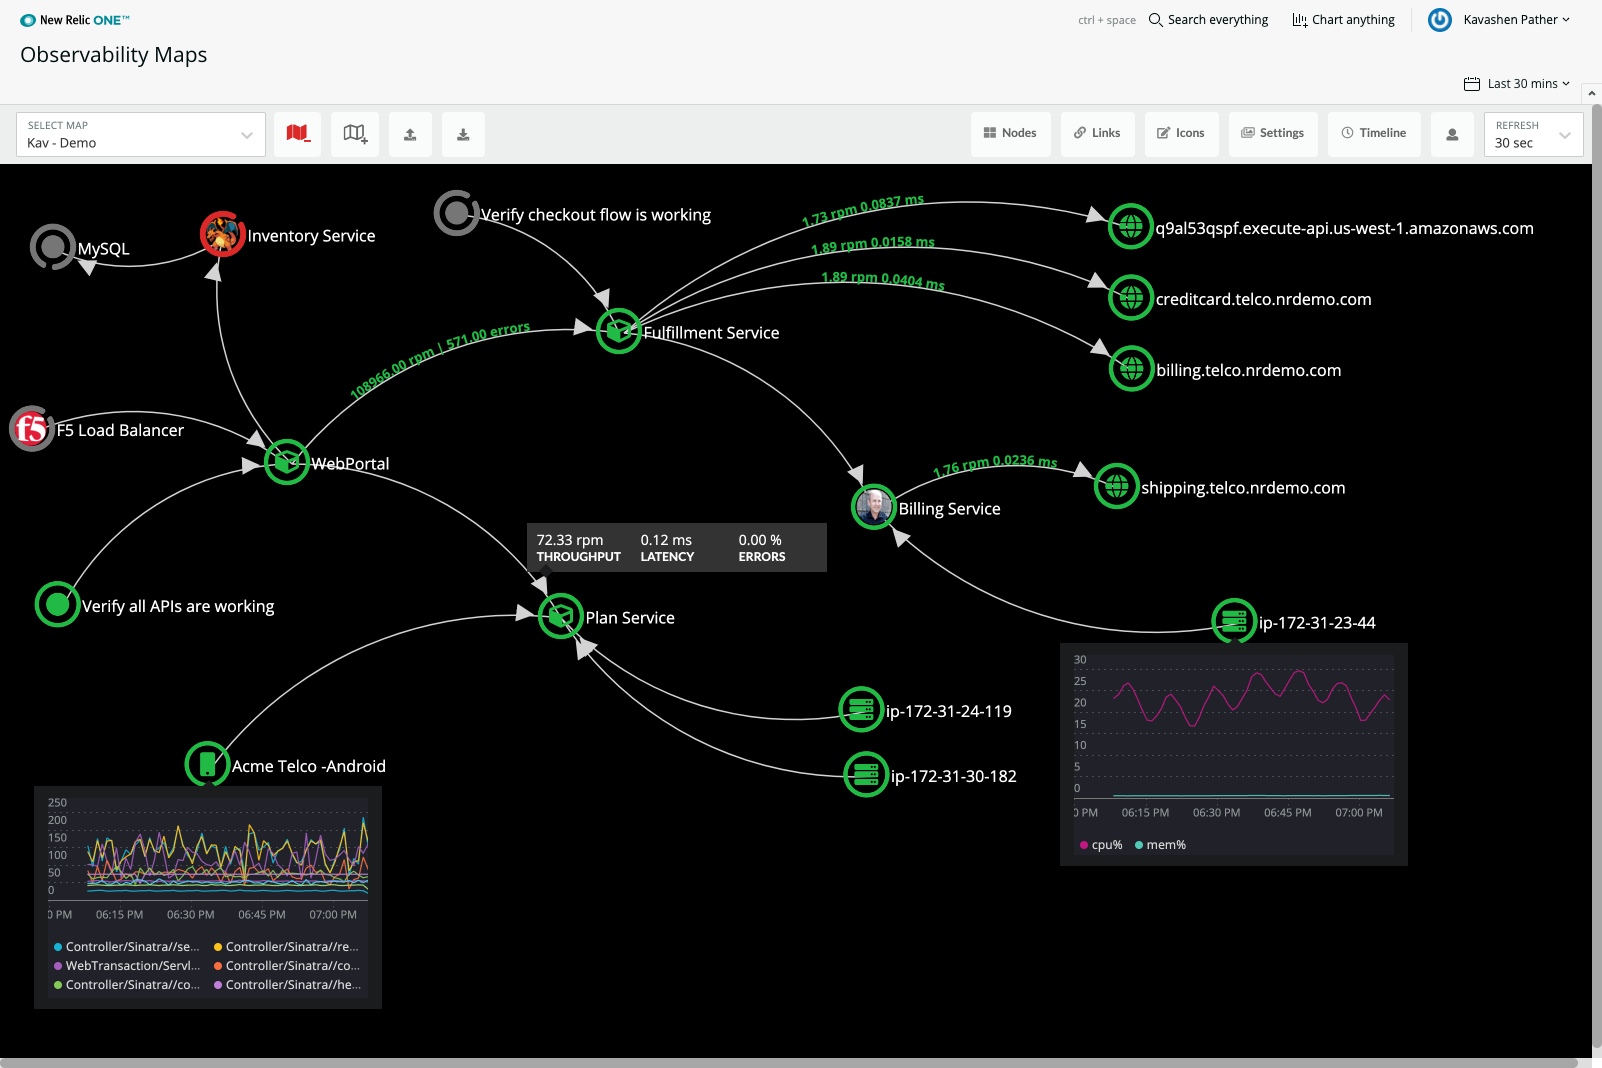 New Relic ONE™
ctrl + space
Search everything
Chart anything
Kavashen Pather
Observability Maps
Last 30 mins
SELECT MAP
Kav - Demo
Nodes
Links
Icons
Settings
Timeline
REFRESH
30 sec
MySQL
Inventory Service
Verify checkout flow is working
1.73 rpm 0.0837 ms
q9al53qspf.execute-api.us-west-1.amazonaws.com
1.89 rpm 0.0158 ms
creditcard.telco.nrdemo.com
1.89 rpm 0.0404 ms
billing.telco.nrdemo.com
108966.00 rpm | 571.00 errors
Fulfillment Service
f5
F5 Load Balancer
WebPortal
1.76 rpm 0.0236 ms
shipping.telco.nrdemo.com
Billing Service
72.33 rpm
THROUGHPUT
0.12 ms
LATENCY
0.00 %
ERRORS
Verify all APIs are working
Plan Service
ip-172-31-23-44
ip-172-31-24-119
ip-172-31-30-182
Acme Telco -Android
30
25
20
15
10
5
0
0 PM
06:15 PM
06:30 PM
06:45 PM
07:00 PM
cpu%
mem%
250
200
150
100
50
0
0 PM
06:15 PM
06:30 PM
06:45 PM
07:00 PM
Controller/Sinatra//se...
Controller/Sinatra//re...
WebTransaction/Servl...
Controller/Sinatra//co...
Controller/Sinatra//co...
Controller/Sinatra//he...